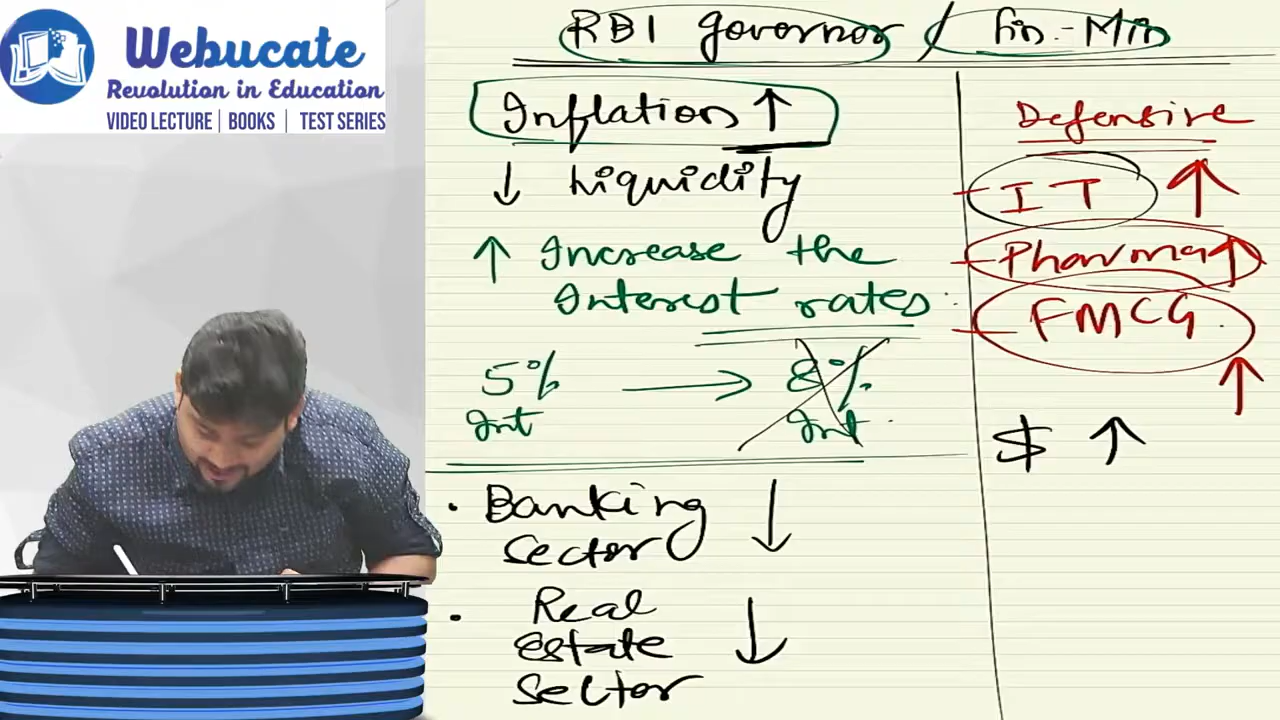 Webucate
Revolution in Education
VIDEO LECTURE | BOOKS | TEST SERIES
RBI governor / fin.-Min
Inflation ↑
↓ Liquidity
↑ Increase the
Interest rates.
5% → 8%
Int Int.
• Banking ↓
Sector
• Real ↓
estate
Sector
Defensive
- IT ↑
- Pharma ↑
- FMCG ↑
$ ↑